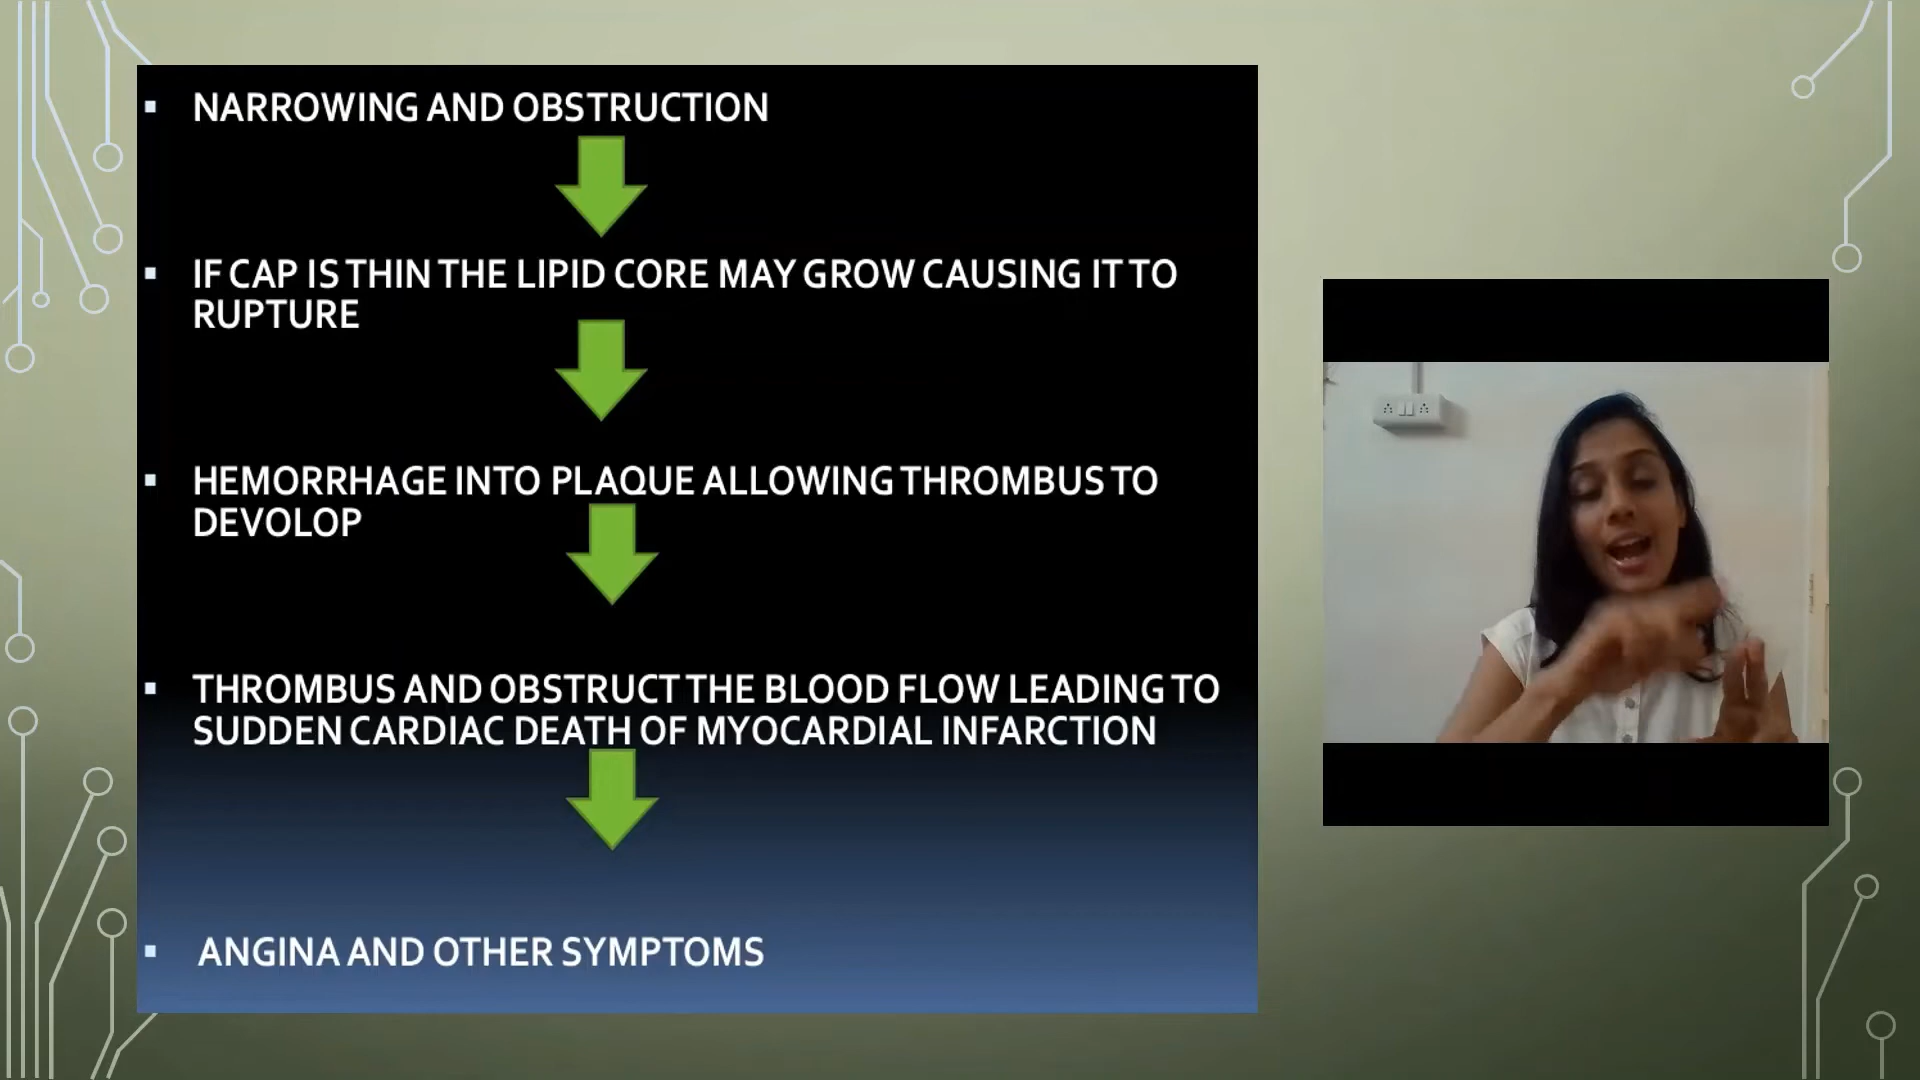 NARROWING AND OBSTRUCTION
IF CAP IS THIN THE LIPID CORE MAY GROW CAUSING IT TO
RUPTURE
HEMORRHAGE INTO PLAQUE ALLOWING THROMBUS TO
DEVOLOP
THROMBUS AND OBSTRUCT THE BLOOD FLOW LEADING TO
SUDDEN CARDIAC DEATH OF MYOCARDIAL INFARCTION
ANGINA AND OTHER SYMPTOMS